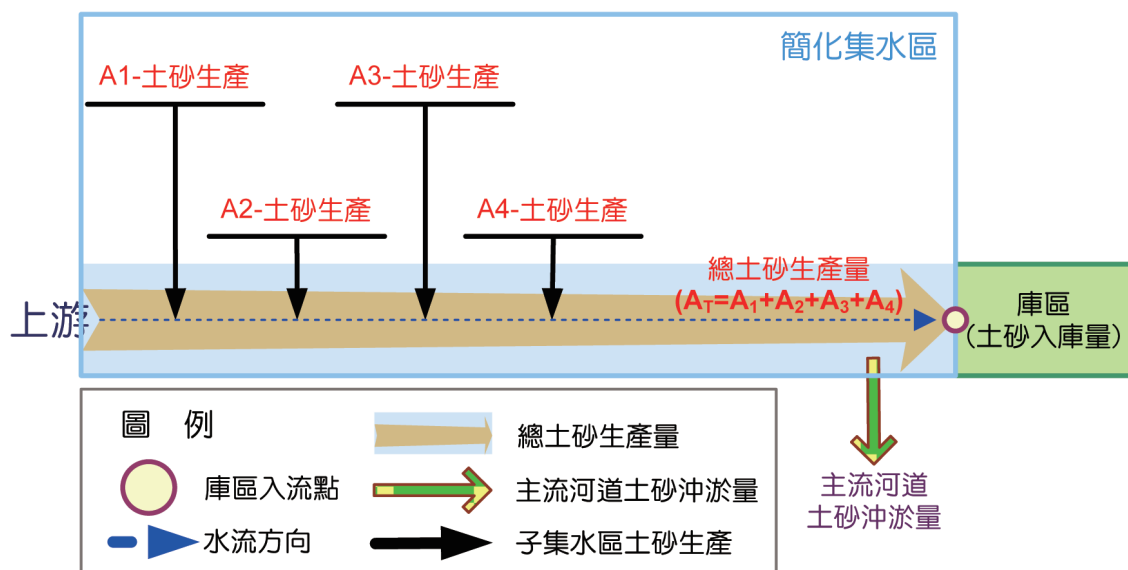 簡化集水區
A1-土砂生產
A3-土砂生產
A2-土砂生產
A4-土砂生產
總土砂生產量
(AT=A1+A2+A3+A4)
上游
庫區
(土砂入庫量)
主流河道
土砂沖淤量
圖 例
總土砂生產量
庫區入流點
主流河道土砂沖淤量
水流方向
子集水區土砂生產